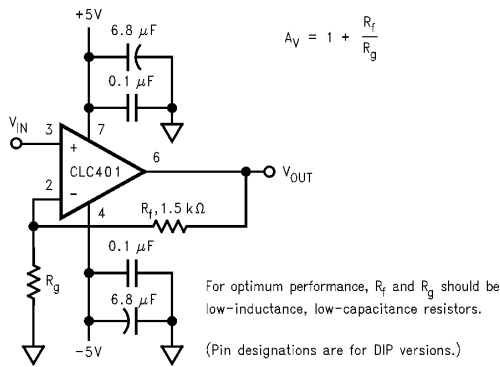 +5V
6.8 μF
A_V = 1 + R_f / R_g
0.1 μF
V_IN
3
7
+
CLC401
6
V_OUT
2
−
4
R_f, 1.5 kΩ
0.1 μF
R_g
6.8 μF
For optimum performance, R_f and R_g should be
low-inductance, low-capacitance resistors.
−5V
(Pin designations are for DIP versions.)